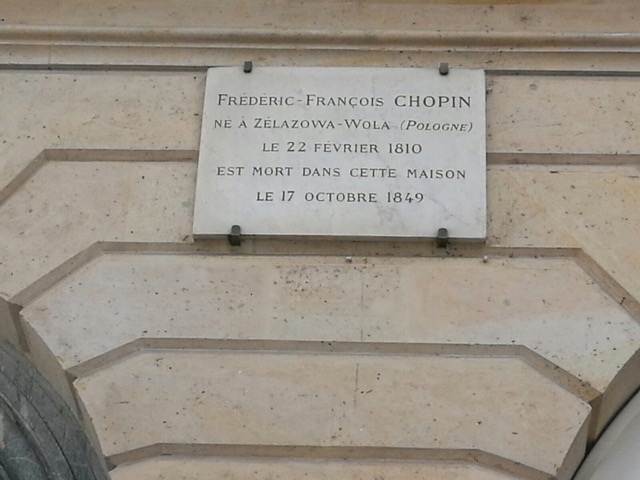 FRÉDÉRIC-FRANÇOIS CHOPIN
NÉ À ZÉLAZOWA-WOLA (POLOGNE)
LE 22 FÉVRIER 1810
EST MORT DANS CETTE MAISON
LE 17 OCTOBRE 1849